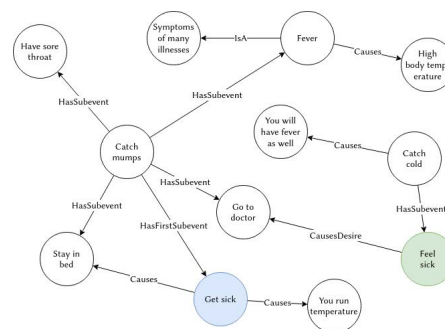 Symptoms
of many
illnesses
IsA
Fever
Have sore
throat
Causes
High
body temp
erature
HasSubevent
HasSubevent
You will
have fever
as well
Causes
Catch
cold
Catch
mumps
HasSubevent
HasSubevent
HasSubevent
Go to
doctor
HasFirstSubevent
CausesDesire
Feel
sick
Stay in
bed
Causes
Get sick
Causes
You run
temperature